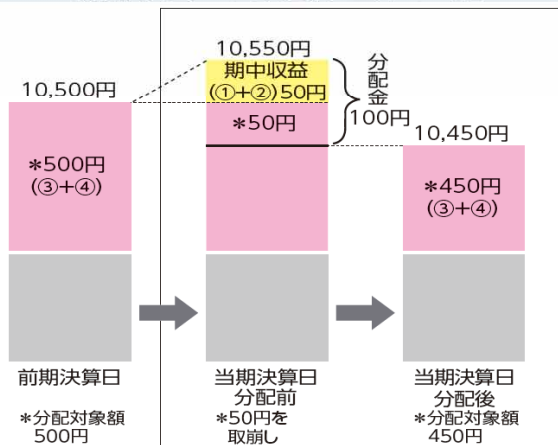 10,500円
*500円
(③+④)
前期決算日
*分配対象額
500円
10,550円
期中収益
(①+②)50円
*50円
分配金
100円
当期決算日
分配前
*50円を
取崩し
10,450円
*450円
(③+④)
当期決算日
分配後
*分配対象額
450円